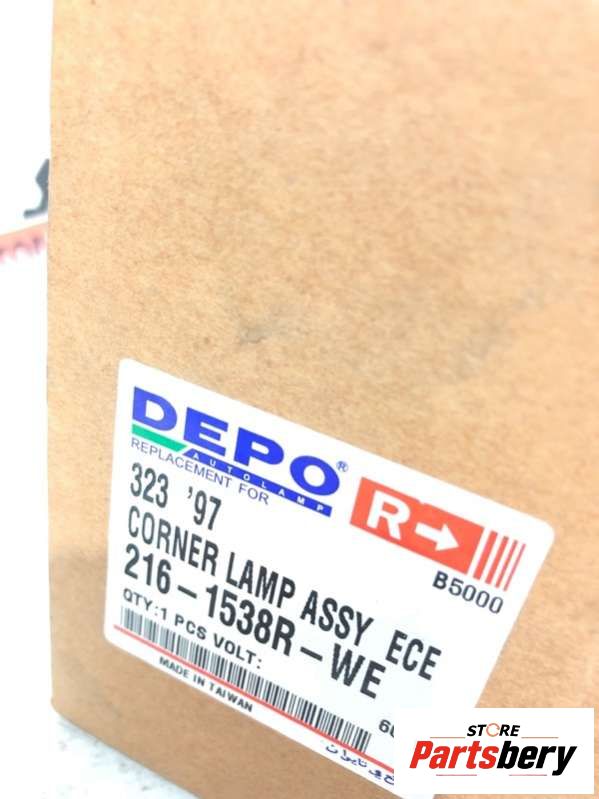 DEPO®
AUTOLAMP
REPLACEMENT FOR
R
323 '97
B5000
CORNER LAMP ASSY ECE
216-1538R-WE
QTY:1 PCS VOLT:
MADE IN TAIWAN
STORE
Partsbery